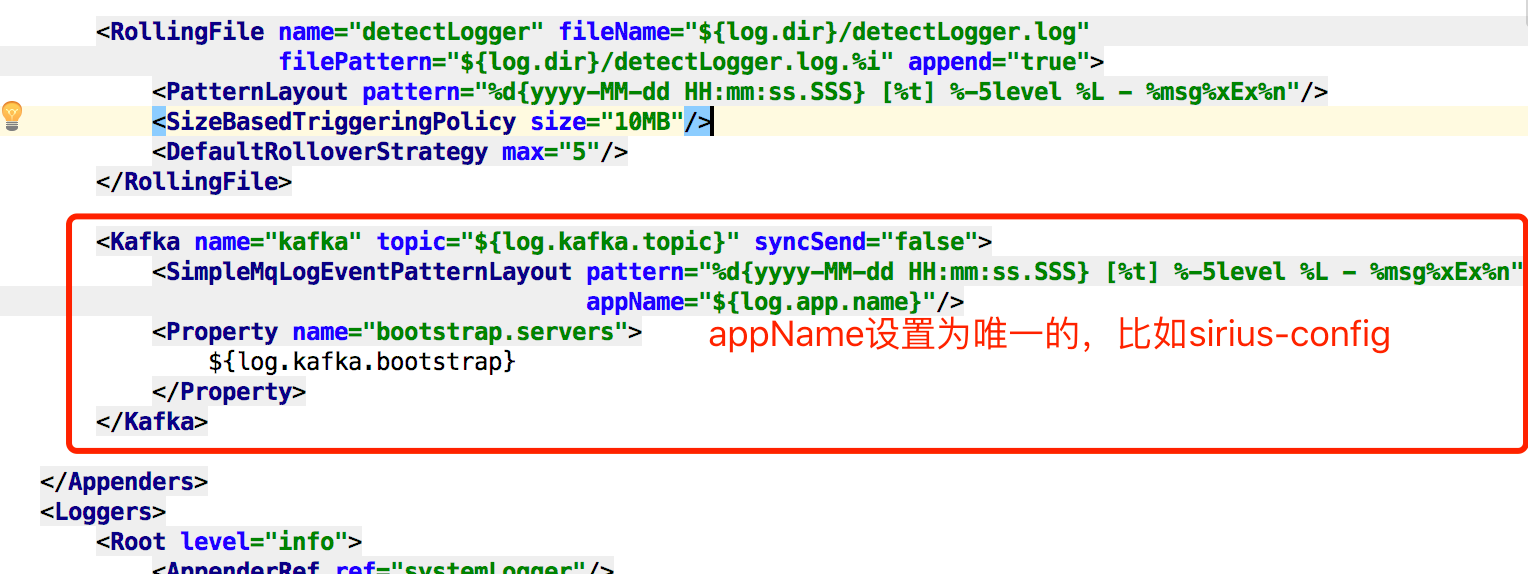 <RollingFile name="detectLogger" fileName="${log.dir}/detectLogger.log"
filePattern="${log.dir}/detectLogger.log.%i" append="true">
<PatternLayout pattern="%d{yyyy-MM-dd HH:mm:ss.SSS} [%t] %-5level %L - %msg%xEx%n"/>
<SizeBasedTriggeringPolicy size="10MB"/>
<DefaultRolloverStrategy max="5"/>
</RollingFile>
<Kafka name="kafka" topic="${log.kafka.topic}" syncSend="false">
<SimpleMqLogEventPatternLayout pattern="%d{yyyy-MM-dd HH:mm:ss.SSS} [%t] %-5level %L - %msg%xEx%n"
appName="${log.app.name}"/>
<Property name="bootstrap.servers">
appName设置为唯一的，比如sirius-config
${log.kafka.bootstrap}
</Property>
</Kafka>
</Appenders>
<Loggers>
<Root level="info">
<AppenderRef ref="systemLogger"/>